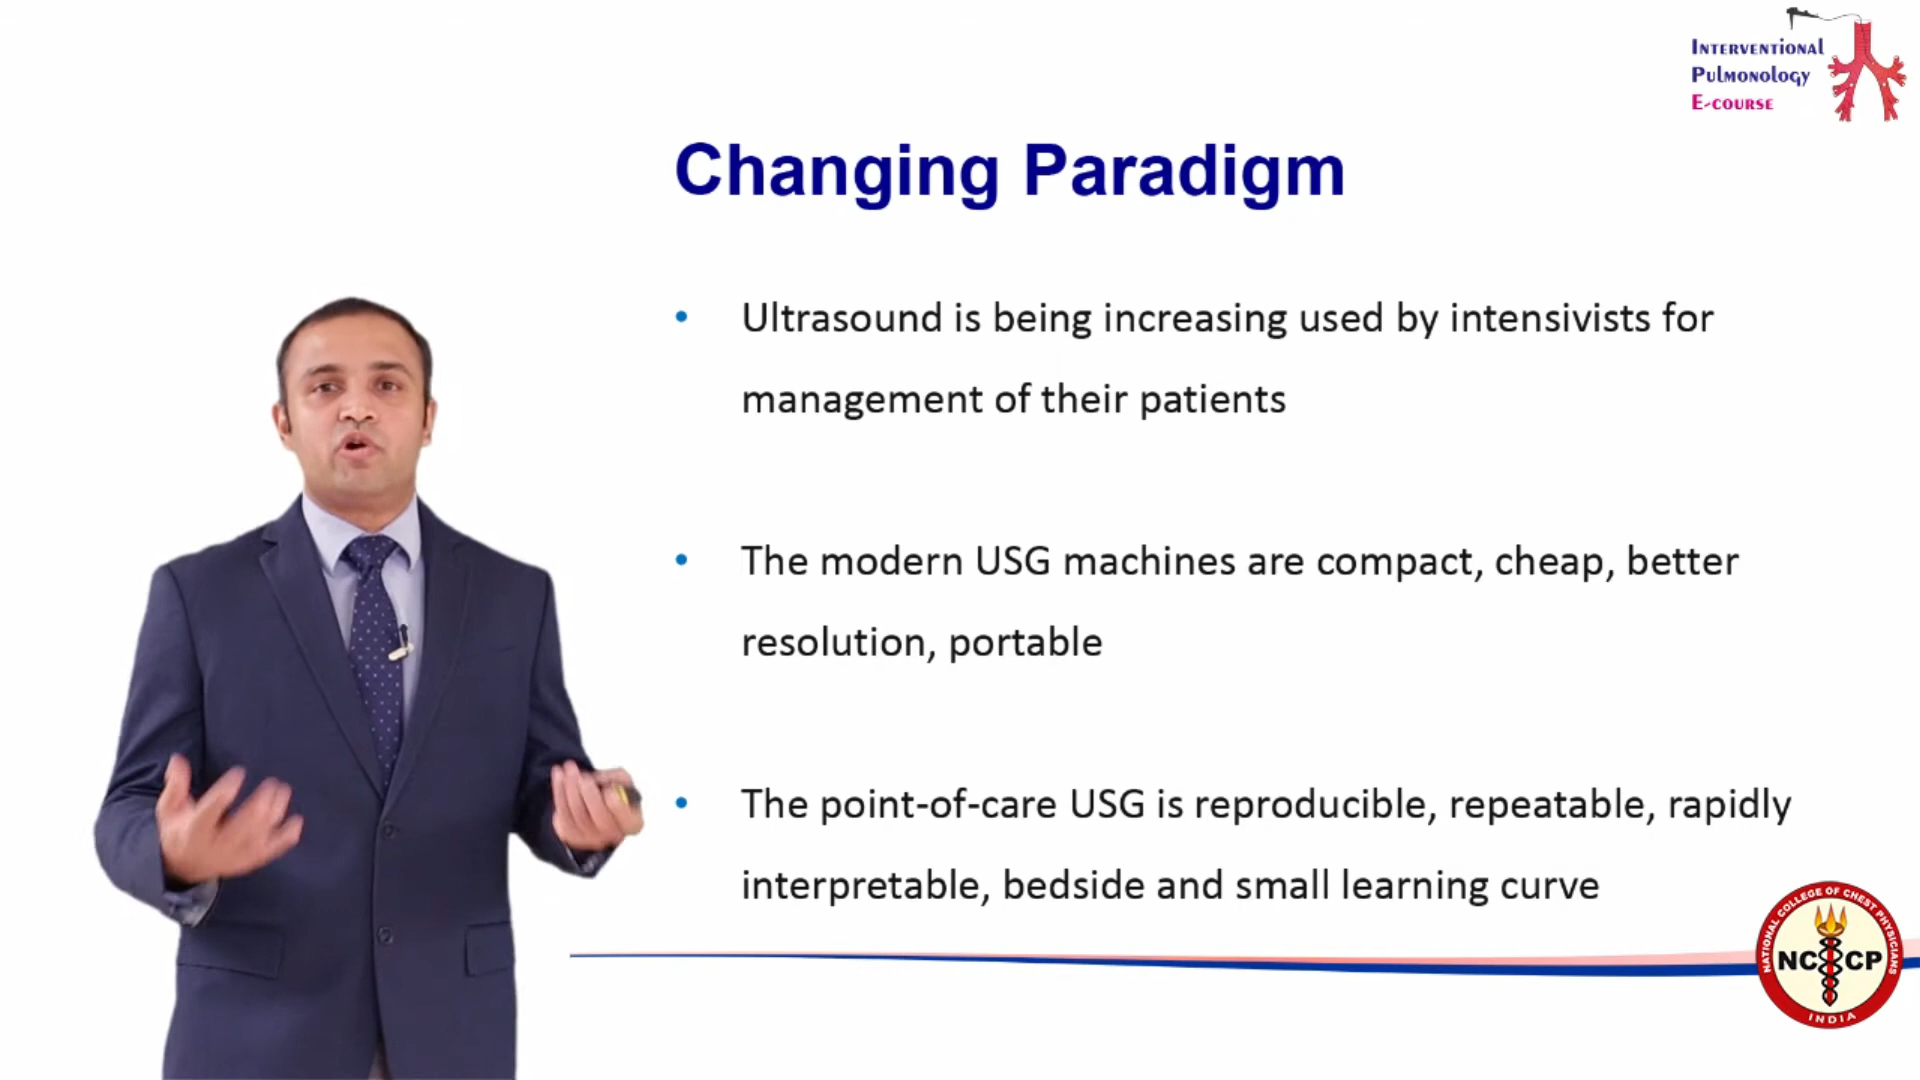 INTERVENTIONAL
PULMONOLOGY
E-COURSE
Changing Paradigm
• Ultrasound is being increasing used by intensivists for
management of their patients
• The modern USG machines are compact, cheap, better
resolution, portable
• The point-of-care USG is reproducible, repeatable, rapidly
interpretable, bedside and small learning curve
NATIONAL COLLEGE OF CHEST PHYSICIANS
NCCP
INDIA